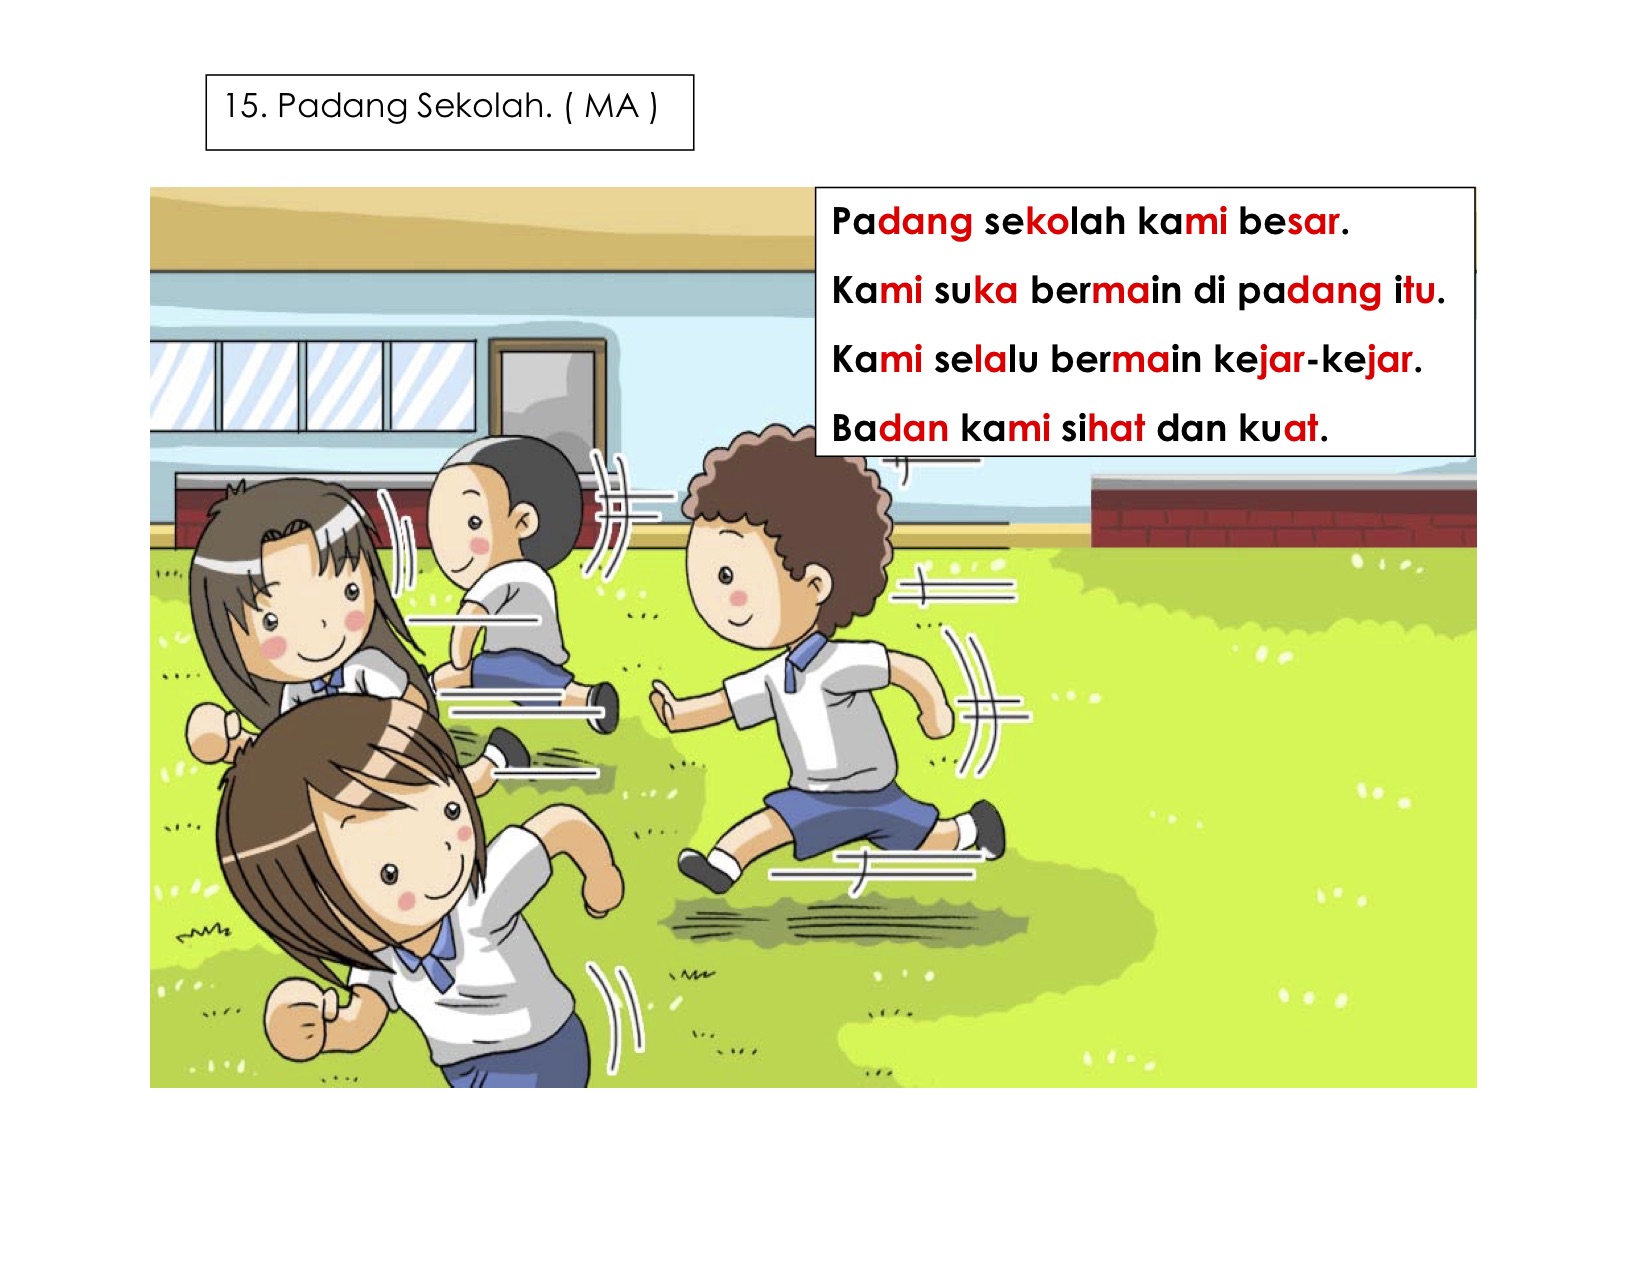 15. Padang Sekolah. ( MA )
Padang sekolah kami besar.
Kami suka bermain di padang itu.
Kami selalu bermain kejar-kejar.
Badan kami sihat dan kuat.